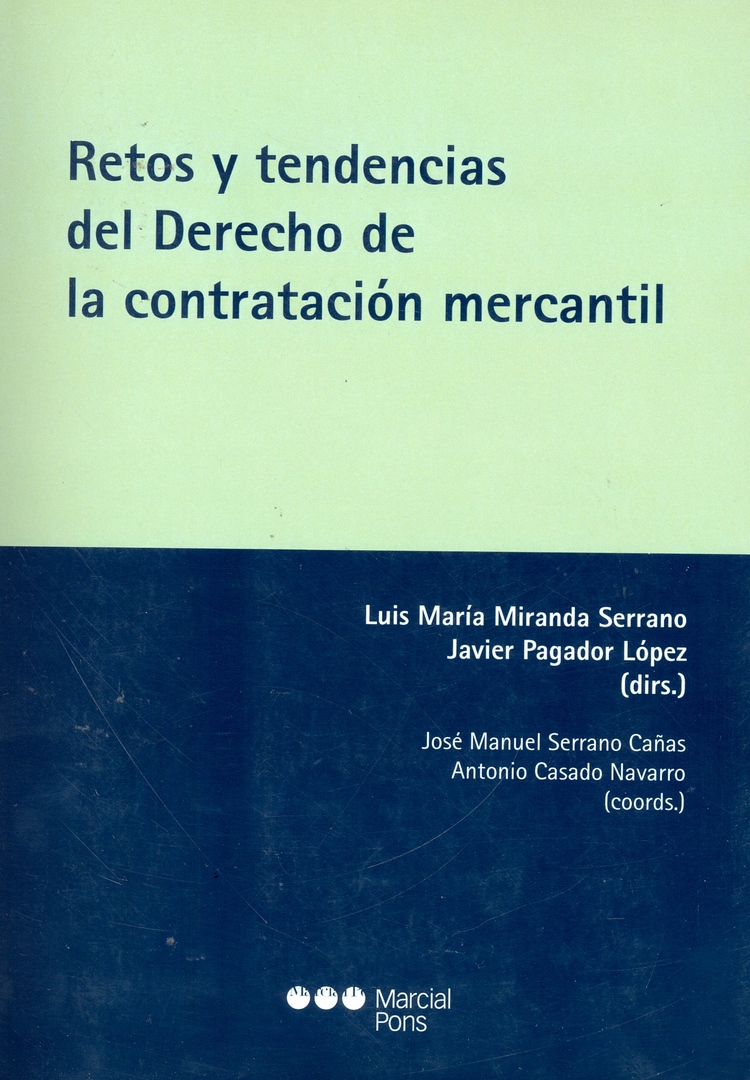 Retos y tendencias
del Derecho de
la contratación mercantil
Luis María Miranda Serrano
Javier Pagador López
(dirs.)
José Manuel Serrano Cañas
Antonio Casado Navarro
(coords.)
Marcial
Pons